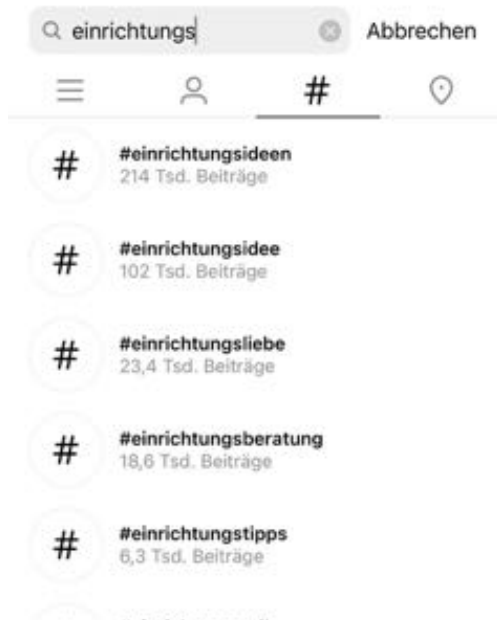 einrichtungs Abbrechen
#
# #einrichtungsideen
214 Tsd. Beiträge
# #einrichtungsidee
102 Tsd. Beiträge
# #einrichtungsliebe
23,4 Tsd. Beiträge
# #einrichtungsberatung
18,6 Tsd. Beiträge
# #einrichtungstipps
6,3 Tsd. Beiträge